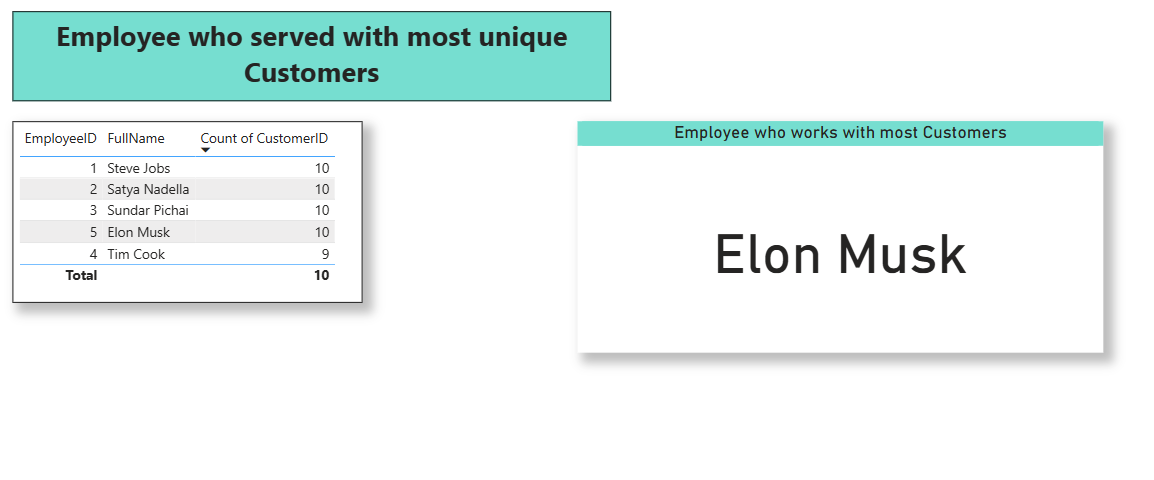 Employee who served with most unique
Customers
EmployeeID FullName Count of CustomerID
1 Steve Jobs 10
2 Satya Nadella 10
3 Sundar Pichai 10
5 Elon Musk 10
4 Tim Cook 9
Total 10
Employee who works with most Customers
Elon Musk